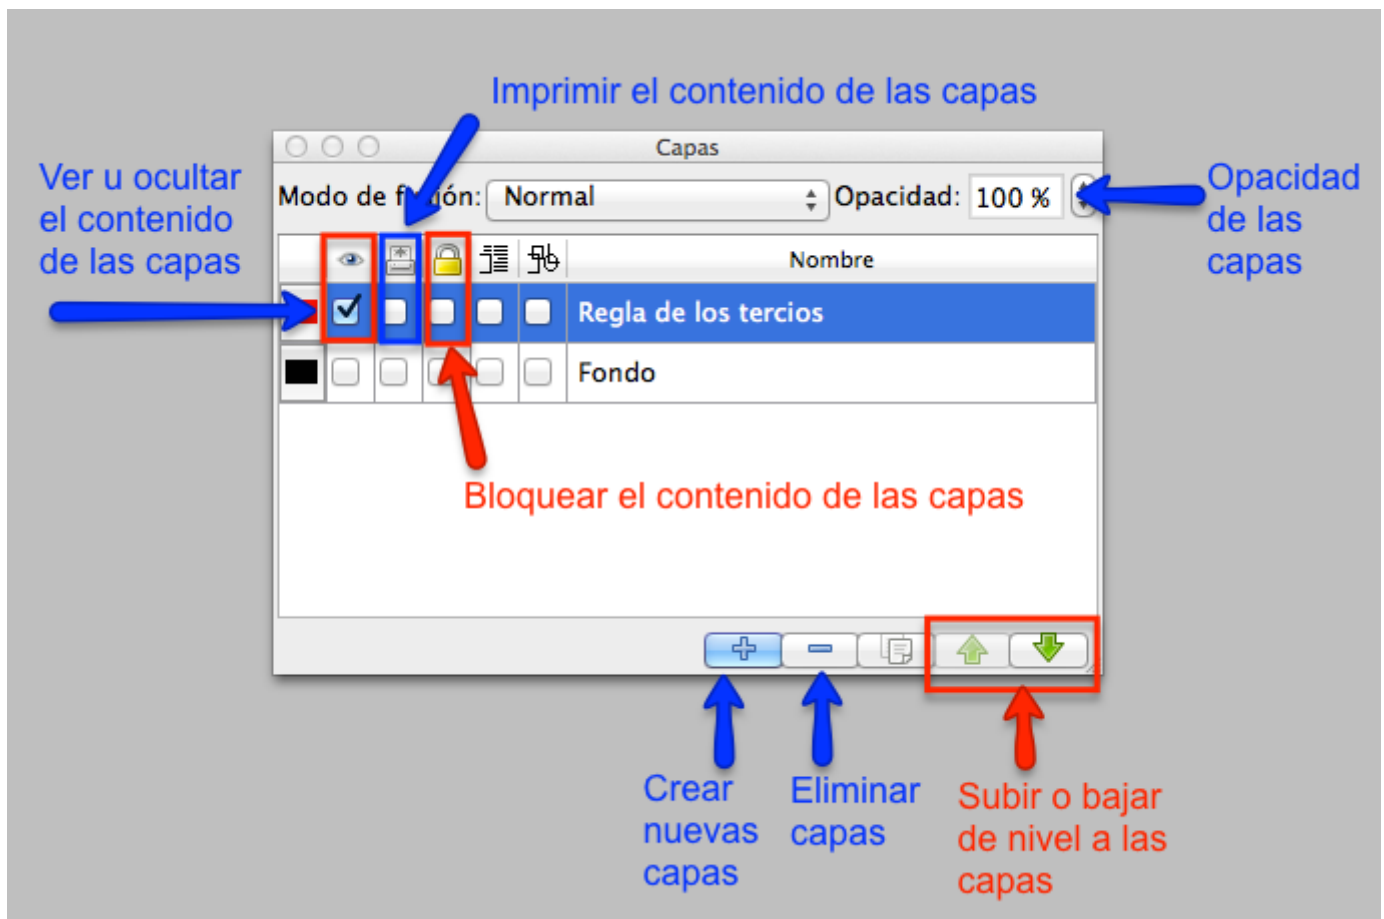 Imprimir el contenido de las capas
Capas
Ver u ocultar
el contenido
de las capas
Modo de fusión: Normal
Opacidad: 100 %
Opacidad
de las
capas
Nombre
Regla de los tercios
Fondo
Bloquear el contenido de las capas
Crear
nuevas
capas
Eliminar
capas
Subir o bajar
de nivel a las
capas